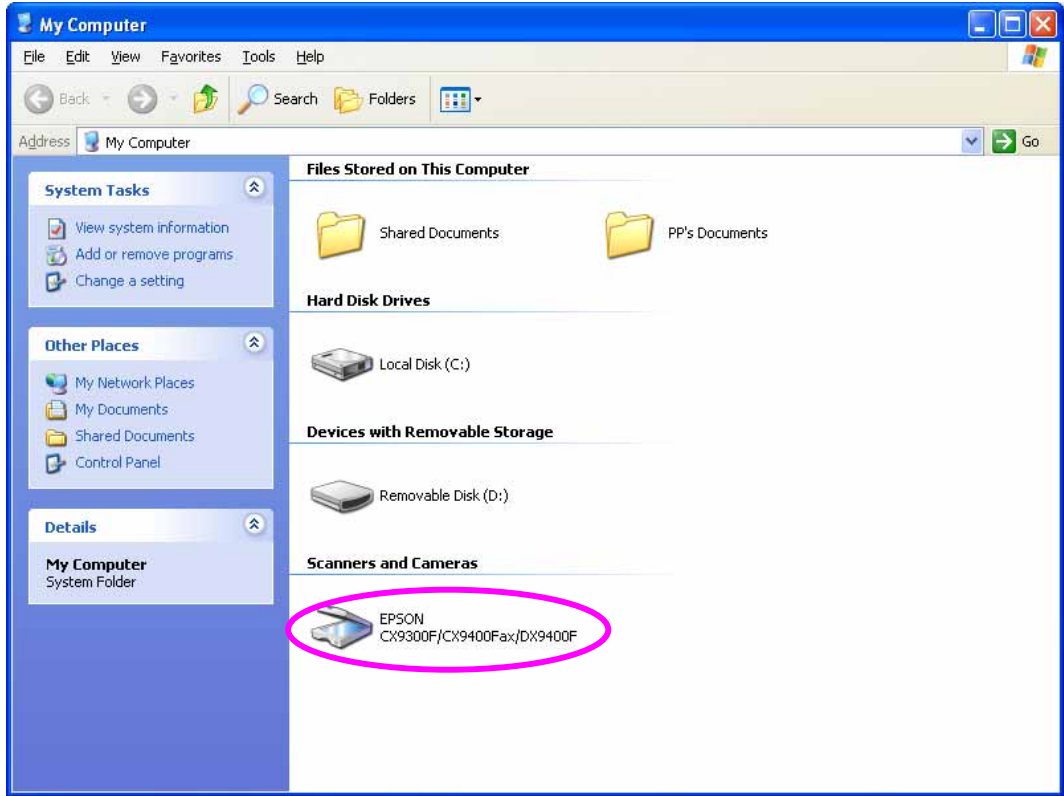 My Computer
File Edit View Favorites Tools Help
Back Search Folders
Address My Computer Go
System Tasks
View system information
Add or remove programs
Change a setting
Other Places
My Network Places
My Documents
Shared Documents
Control Panel
Details
My Computer
System Folder
Files Stored on This Computer
Shared Documents PP's Documents
Hard Disk Drives
Local Disk (C:)
Devices with Removable Storage
Removable Disk (D:)
Scanners and Cameras
EPSON
CX9300F/CX9400Fax/DX9400F